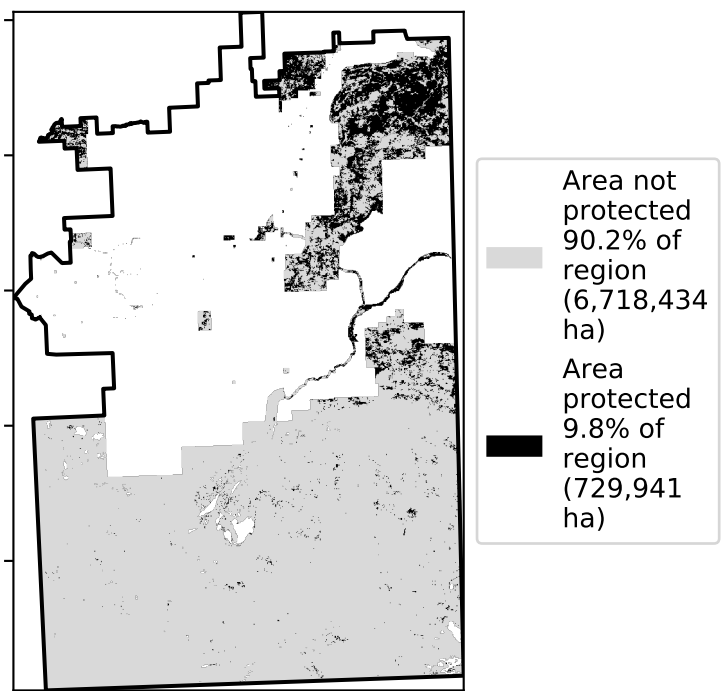 Area not
protected
90.2% of
region
(6,718,434
ha)
Area
protected
9.8% of
region
(729,941
ha)